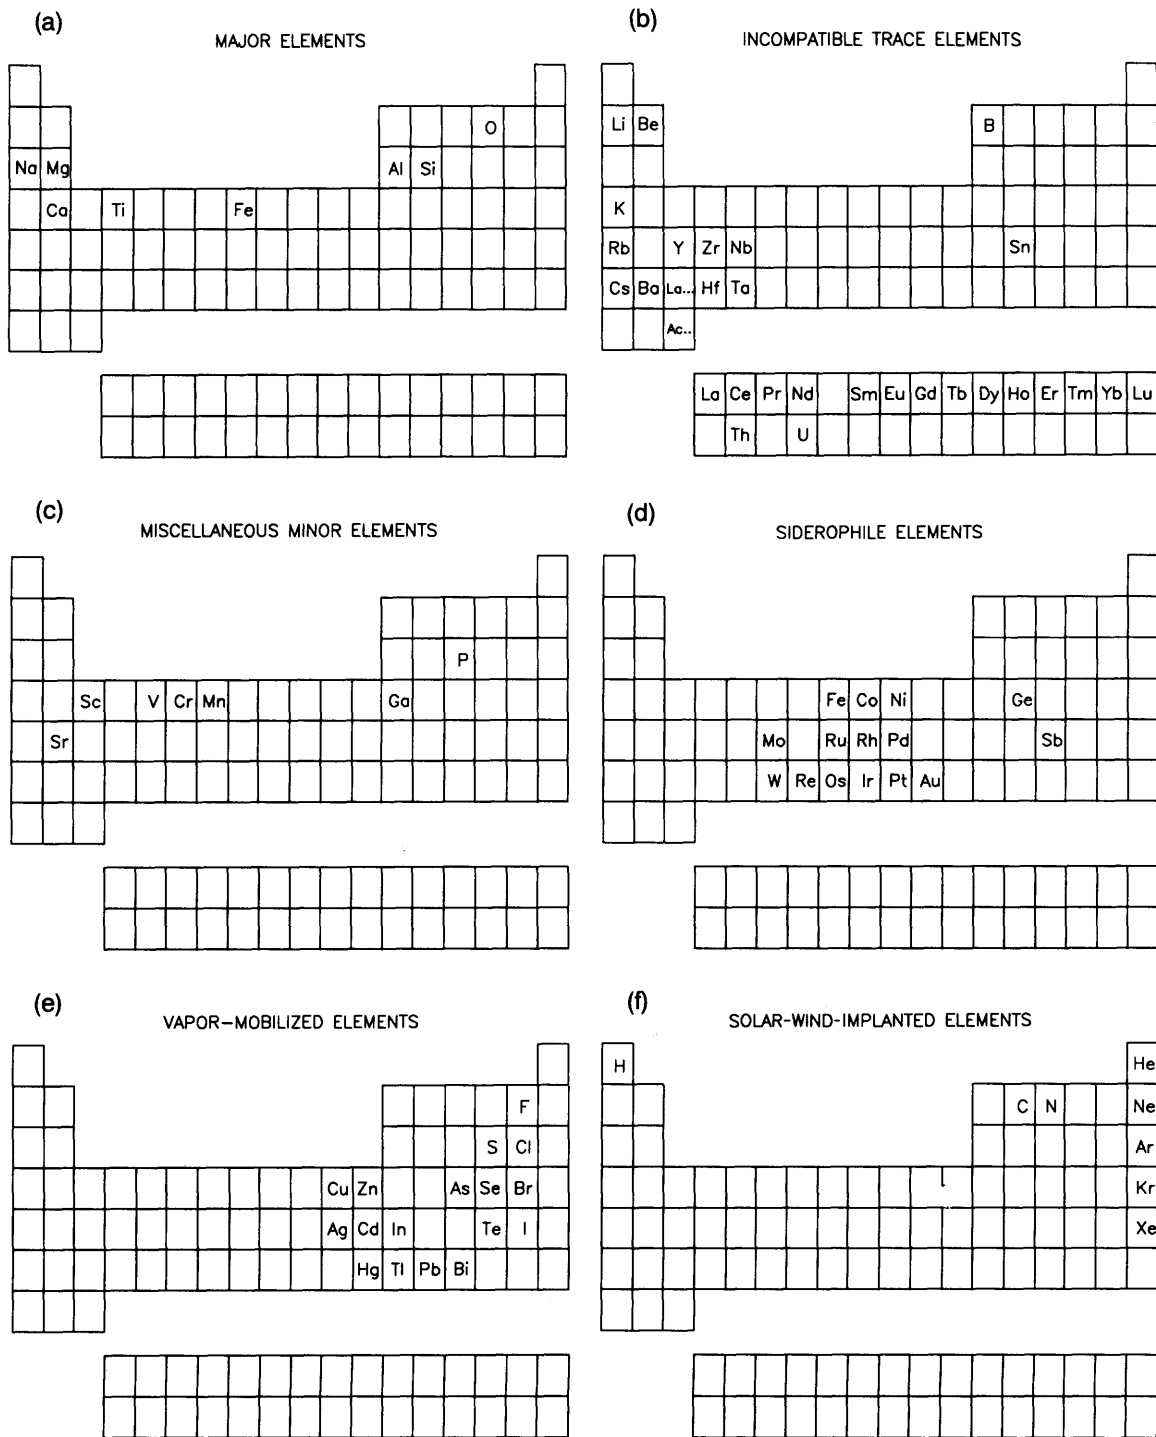 (a)
MAJOR ELEMENTS
O
Na Mg Al Si
Ca Ti Fe
(b)
INCOMPATIBLE TRACE ELEMENTS
Li Be B
K
Rb Y Zr Nb Sn
Cs Ba La... Hf Ta
Ac..
La Ce Pr Nd Sm Eu Gd Tb Dy Ho Er Tm Yb Lu
Th U
(c)
MISCELLANEOUS MINOR ELEMENTS
P
Sc V Cr Mn Ga
Sr
(d)
SIDEROPHILE ELEMENTS
Fe Co Ni Ge
Mo Ru Rh Pd Sb
W Re Os Ir Pt Au
(e)
VAPOR-MOBILIZED ELEMENTS
F
S Cl
Cu Zn As Se Br
Ag Cd In Te I
Hg Tl Pb Bi
(f)
SOLAR-WIND-IMPLANTED ELEMENTS
H He
C N Ne
Ar
Kr
Xe